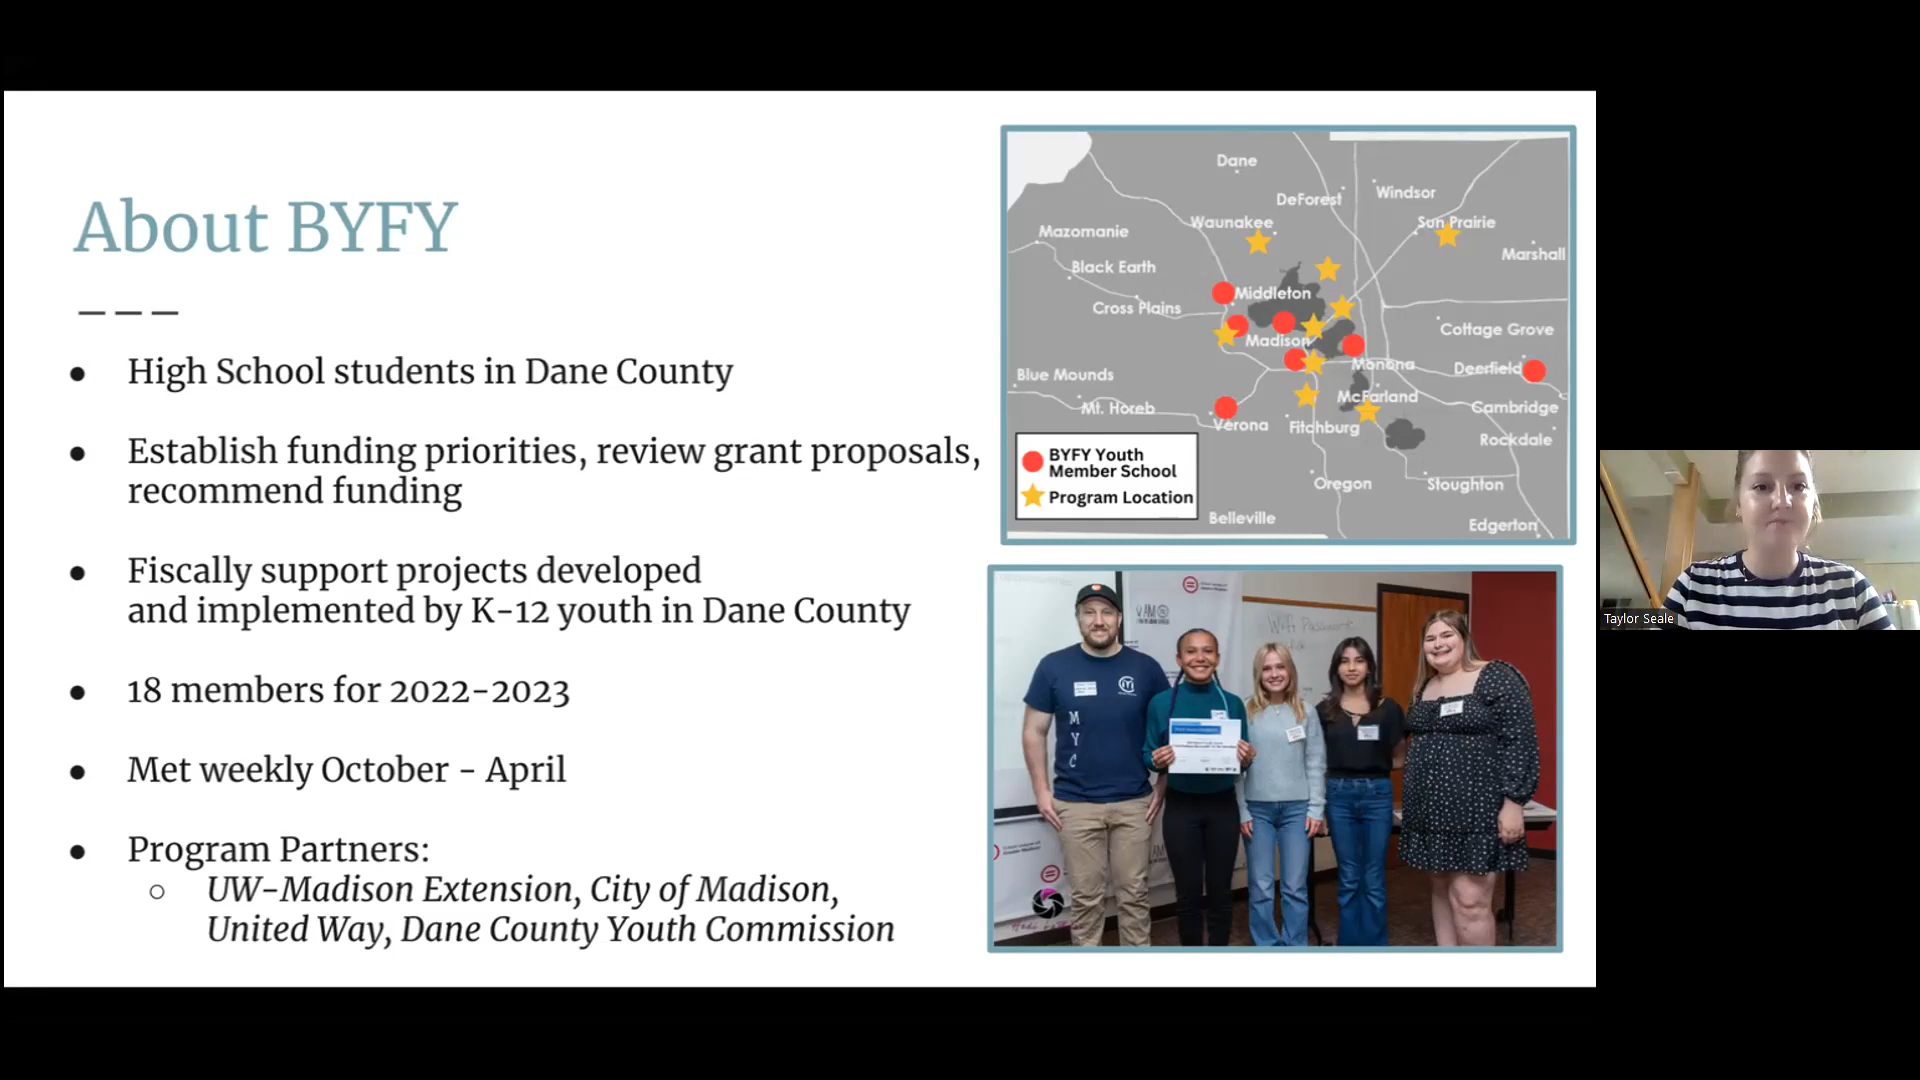 About BYFY
High School students in Dane County
Establish funding priorities, review grant proposals,
recommend funding
Fiscally support projects developed
and implemented by K-12 youth in Dane County
18 members for 2022-2023
Met weekly October - April
Program Partners:
UW-Madison Extension, City of Madison,
United Way, Dane County Youth Commission
Dane
Windsor
DeForest
Waunakee
Sun Prairie
Mazomanie
Marshall
Black Earth
Middleton
Cross Plains
Cottage Grove
Madison
Monona
Deerfield
Blue Mounds
McFarland
Mt. Horeb
Cambridge
Verona
Fitchburg
Rockdale
BYFY Youth
Member School
Program Location
Oregon
Stoughton
Belleville
Edgerton
Wifi
M
Y
C
Taylor Seale